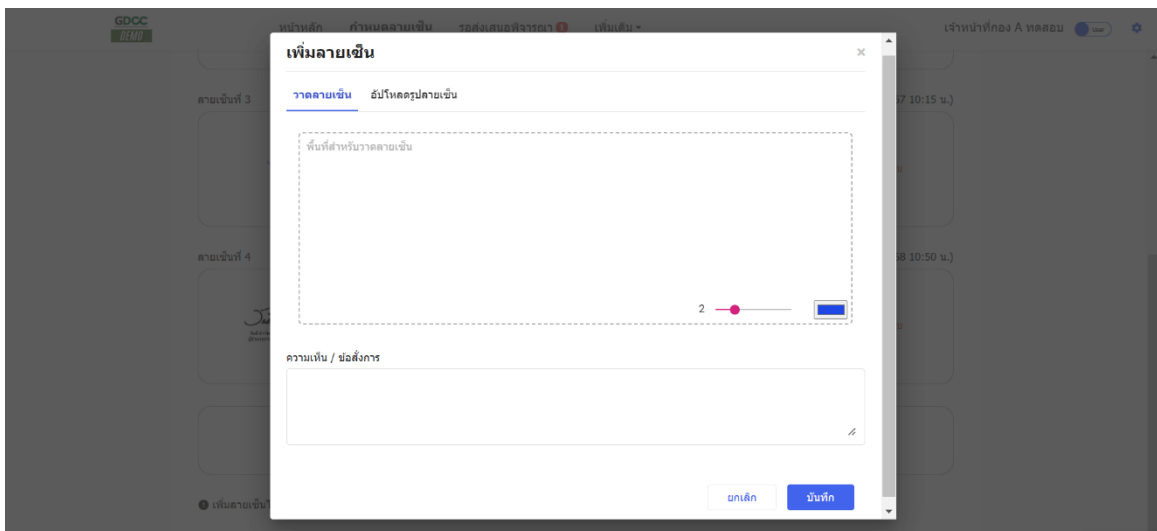 GDCC
DEMO
หน้าหลัก กำหนดลายเซ็น รอส่งเสนอพิจารณา 1 เพิ่มเติม
เจ้าหน้าที่กอง A ทดสอบ User
เพิ่มลายเซ็น ×
วาดลายเซ็น อัปโหลดรูปลายเซ็น
ลายเซ็นที่ 3
57 10:15 น.)
พื้นที่สำหรับวาดลายเซ็น
ลายเซ็นที่ 4
58 10:50 น.)
2
ความเห็น / ข้อสั่งการ
ยกเลิก บันทึก
เพิ่มลายเซ็น